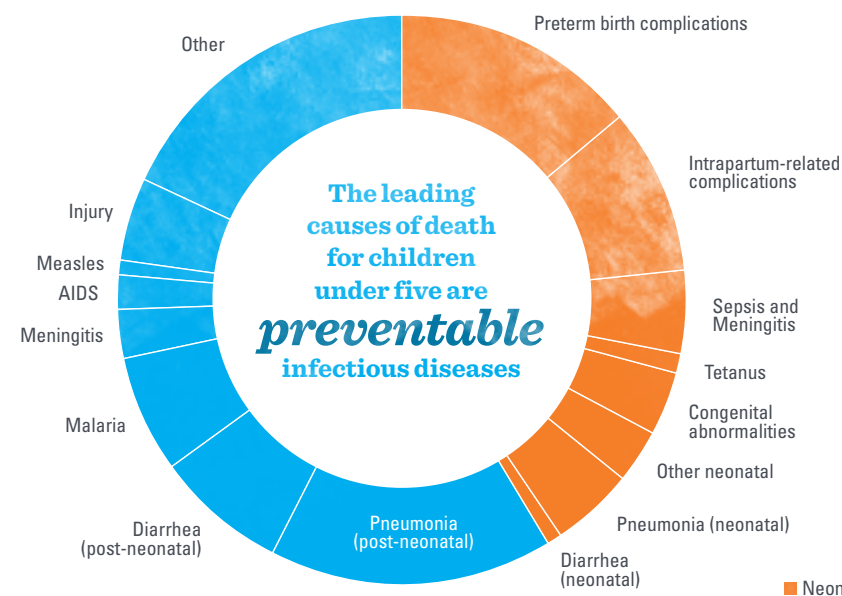 Preterm birth complications
Other
Intrapartum-related
complications
The leading
causes of death
for children
under five are
preventable
infectious diseases
Injury
Measles
AIDS
Meningitis
Malaria
Diarrhea
(post-neonatal)
Pneumonia
(post-neonatal)
Sepsis and
Meningitis
Tetanus
Congenital
abnormalities
Other neonatal
Pneumonia (neonatal)
Diarrhea
(neonatal)
Neon